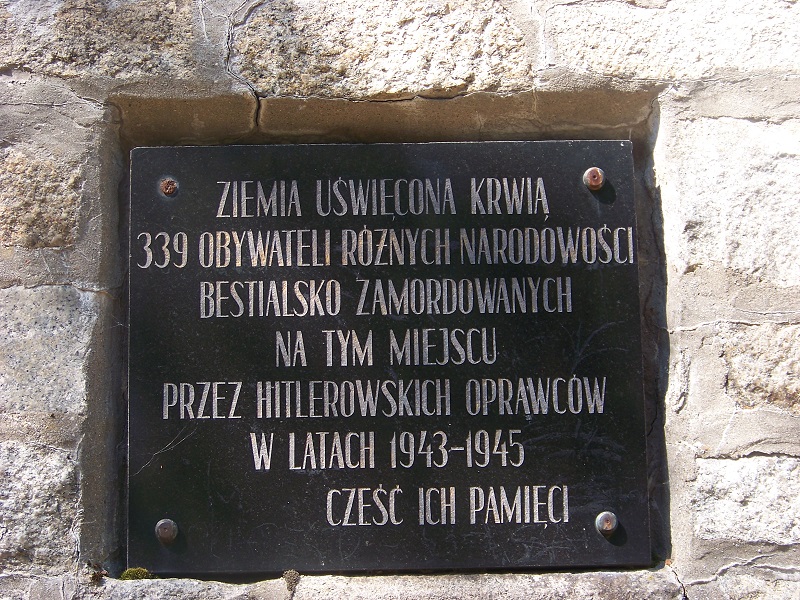 ZIEMIA UŚWIĘCONA KRWIĄ
339 OBYWATELI RÓŻNYCH NARODOWOŚCI
BESTIALSKO ZAMORDOWANYCH
NA TYM MIEJSCU
PRZEZ HITLEROWSKICH OPRAWCÓW
W LATACH 1943-1945
CZEŚĆ ICH PAMIĘCI